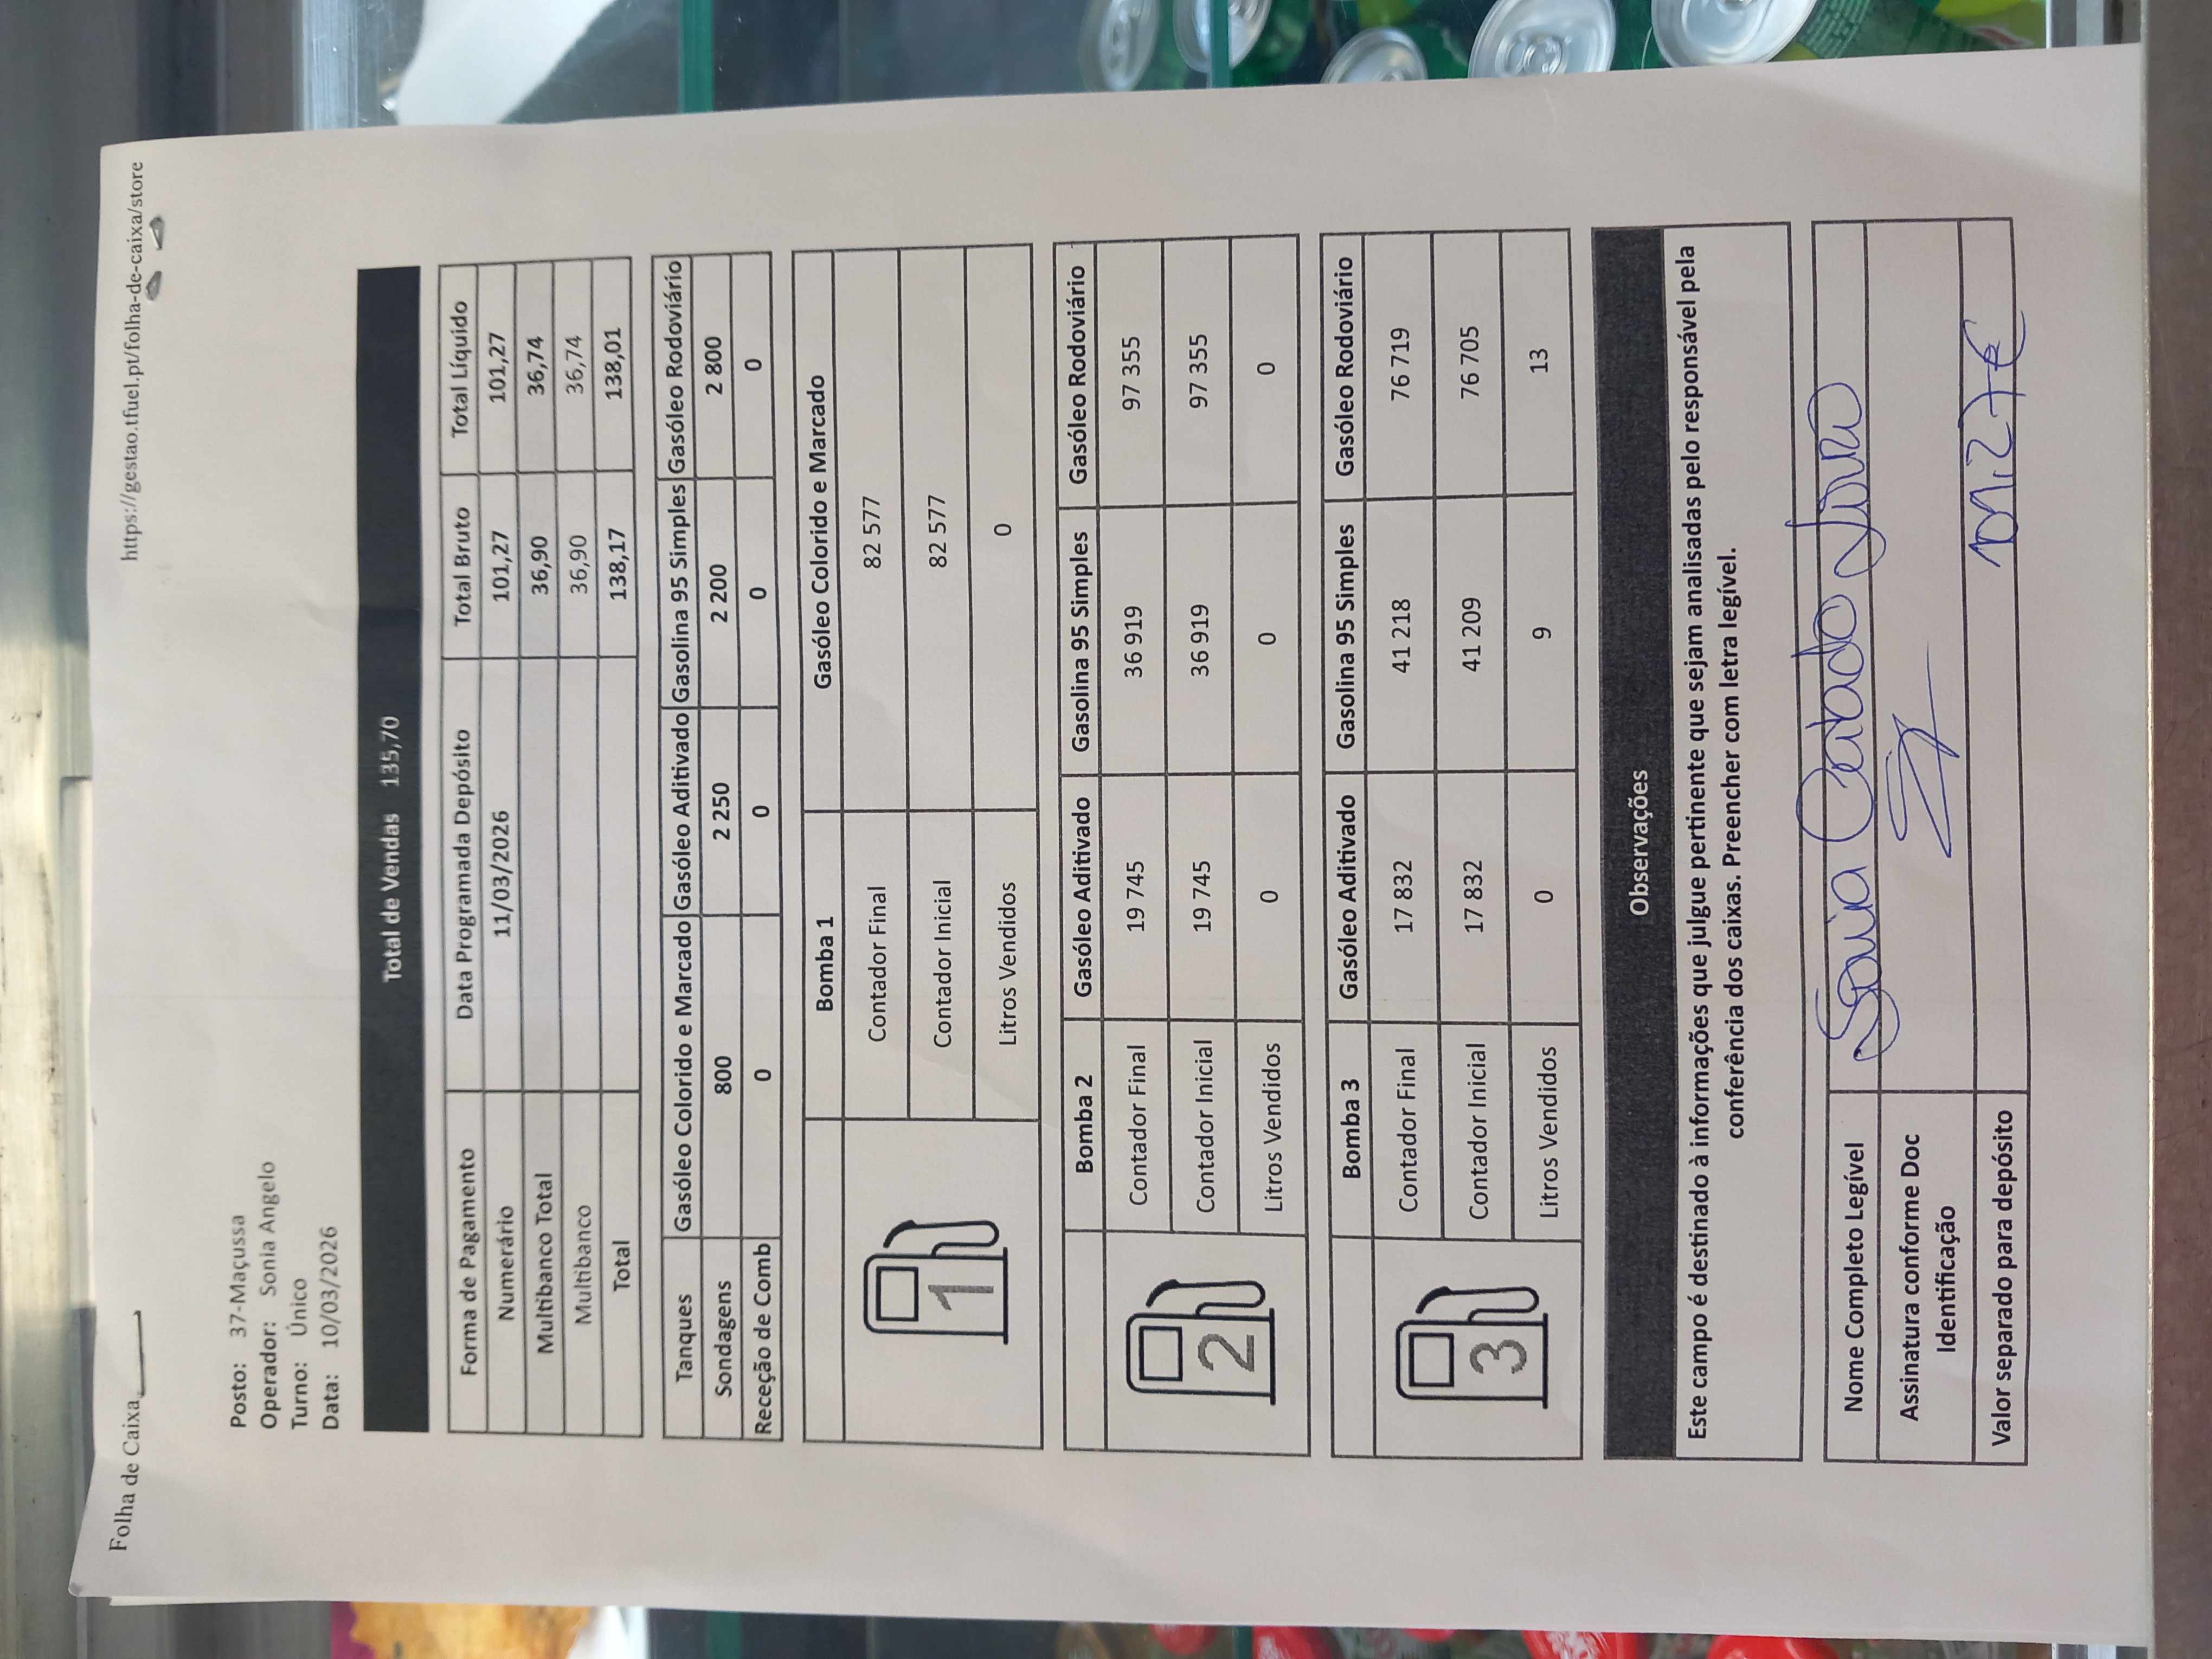 Folha de Caixa https://gestao.tfuel.pt/folha-de-caixa/store
Posto: 37-Maçussa
Operador: Sonia Angelo
Turno: Único
Data: 10/03/2026
Total de Vendas 135,70
Forma de Pagamento Data Programada Depósito Total Bruto Total Líquido
Numerário 11/03/2026 101,27 101,27
Multibanco Total 36,90 36,74
Multibanco 36,90 36,74
Total 138,17 138,01
Tanques Gasóleo Colorido e Marcado Gasóleo Aditivado Gasolina 95 Simples Gasóleo Rodoviário
Sondagens 800 2 250 2 200 2 800
Receção de Comb 0 0 0 0
Bomba 1 Gasóleo Colorido e Marcado
1
Contador Final 82 577
Contador Inicial 82 577
Litros Vendidos 0
Bomba 2 Gasóleo Aditivado Gasolina 95 Simples Gasóleo Rodoviário
2
Contador Final 19 745 36 919 97 355
Contador Inicial 19 745 36 919 97 355
Litros Vendidos 0 0 0
Bomba 3 Gasóleo Aditivado Gasolina 95 Simples Gasóleo Rodoviário
3
Contador Final 17 832 41 218 76 719
Contador Inicial 17 832 41 209 76 705
Litros Vendidos 0 9 13
Observações
Este campo é destinado à informações que julgue pertinente que sejam analisadas pelo responsável pela
conferência dos caixas. Preencher com letra legível.
Nome Completo Legível Sónia
Assinatura conforme Doc
Identificação
Valor separado para depósito 101,27€